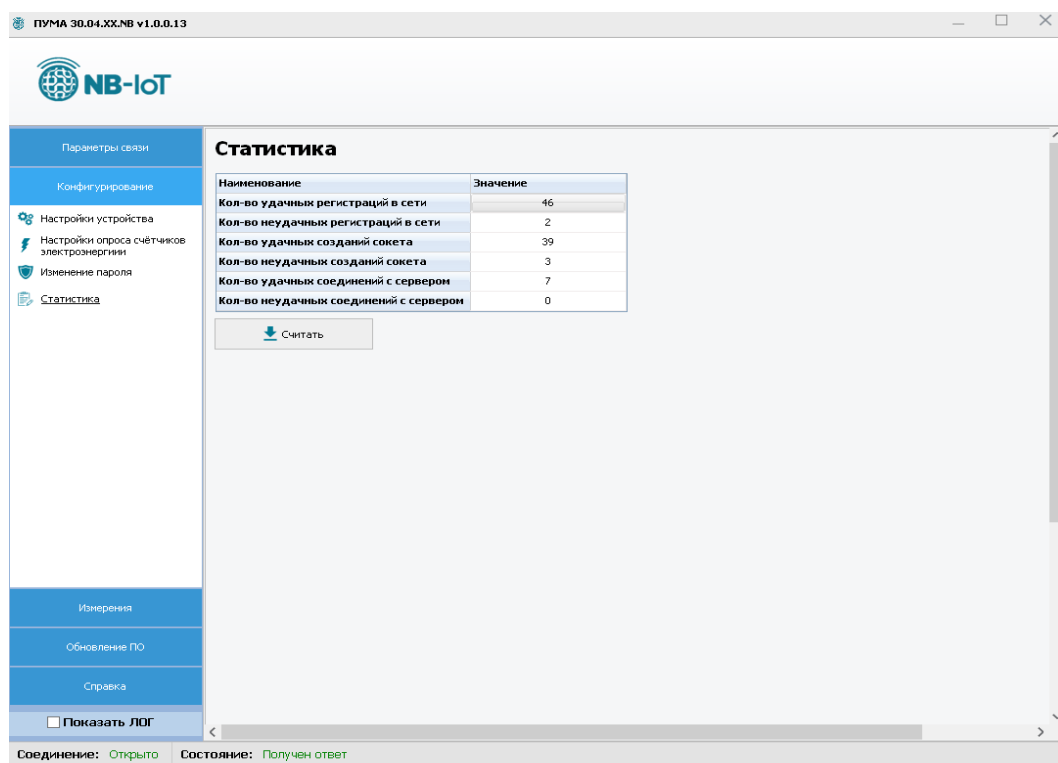 ПУМА 30.04.XX.NB v1.0.0.13
NB-IoT
Параметры связи
Конфигурирование
Настройки устройства
Настройки опроса счётчиков
электроэнергиии
Изменение пароля
Статистика
Измерения
Обновление ПО
Справка
Показать ЛОГ
Статистика
Наименование Значение
Кол-во удачных регистраций в сети 46
Кол-во неудачных регистраций в сети 2
Кол-во удачных созданий сокета 39
Кол-во неудачных созданий сокета 3
Кол-во удачных соединений с сервером 7
Кол-во неудачных соединений с сервером 0
Считать
Соединение: Открыто Состояние: Получен ответ